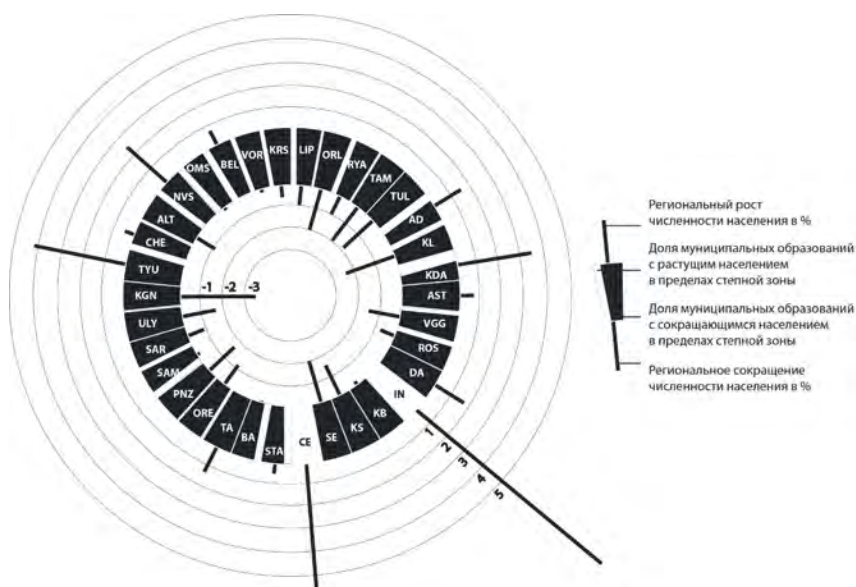 KRS
LIP
ORL
RYA
TAM
TUL
AD
KL
KDA
AST
VGG
ROS
DA
IN
KB
KS
SE
CE
STA
BA
TA
ORE
PNZ
SAM
SAR
ULY
KGN
TYU
CHE
ALT
NVS
OMS
BEL
VOR
-1 -2 -3
1
2
3
4
5
Региональный рост
численности населения в %
Доля муниципальных образований
с растущим населением
в пределах степной зоны
Доля муниципальных образований
с сокращающимся населением
в пределах степной зоны
Региональное сокращение
численности населения в %